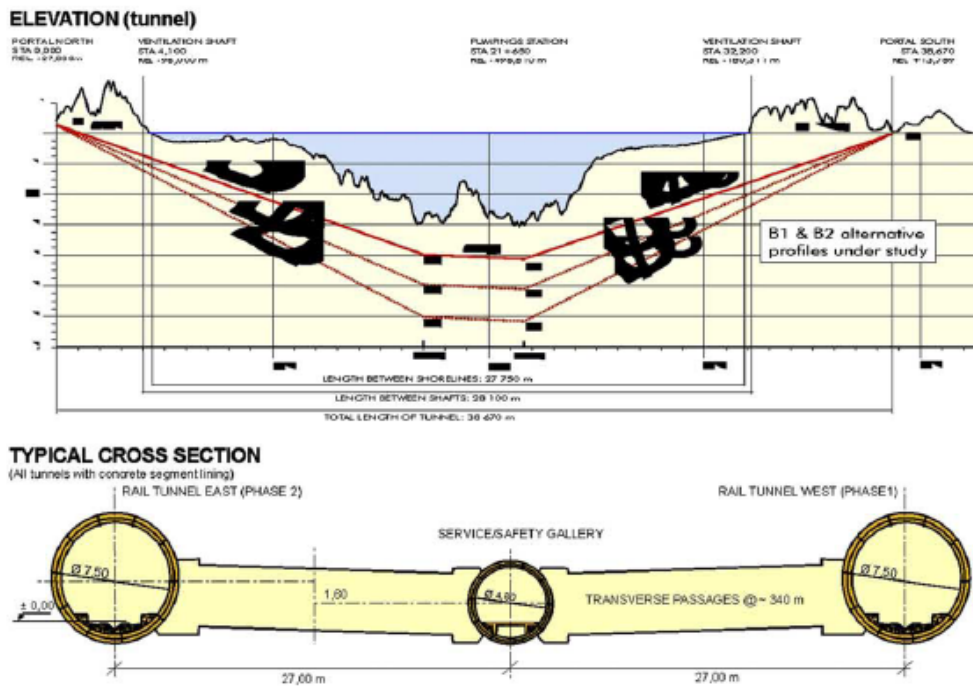 ELEVATION (tunnel)
PORTAL NORTH
STA 0,000
VENTILATION SHAFT
STA 4,100
PUMPINGS STATION
STA 21+650
VENTILATION SHAFT
STA 32,200
PORTAL SOUTH
STA 38,670
B1 & B2 alternative
profiles under study
LENGTH BETWEEN SHORELINES: 27 750 m
LENGTH BETWEEN SHAFTS: 28 100 m
TOTAL LENGTH OF TUNNEL: 38 670 m
TYPICAL CROSS SECTION
(All tunnels with concrete segment lining)
RAIL TUNNEL EAST (PHASE 2)
RAIL TUNNEL WEST (PHASE1)
SERVICE/SAFETY GALLERY
Ø 7,50
± 0,00
1,60
TRANSVERSE PASSAGES @~ 340 m
Ø 7,50
27,00 m
27,00 m